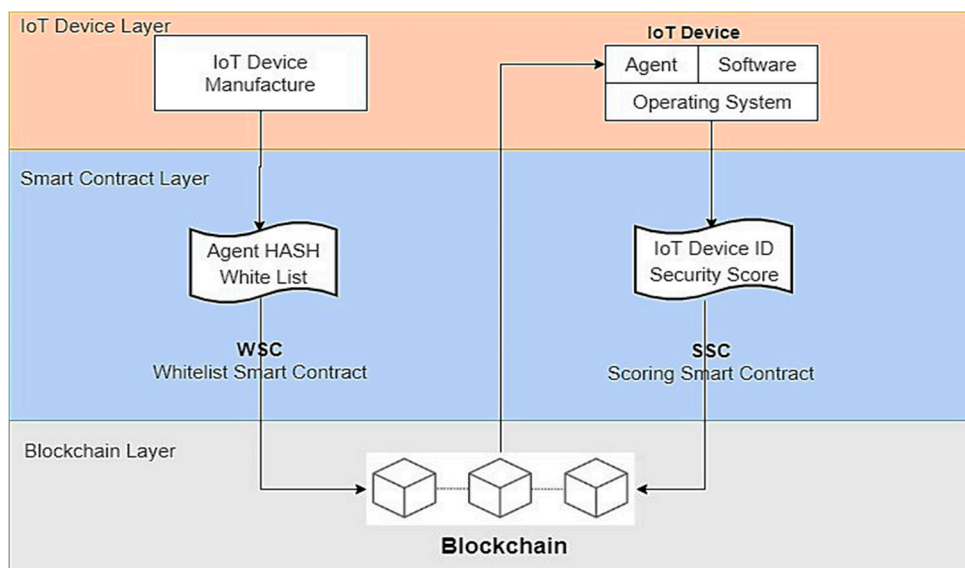 IoT Device Layer
IoT Device
Manufacture
IoT Device
Agent
Software
Operating System
Smart Contract Layer
Agent HASH
White List
IoT Device ID
Security Score
WSC
Whitelist Smart Contract
SSC
Scoring Smart Contract
Blockchain Layer
Blockchain